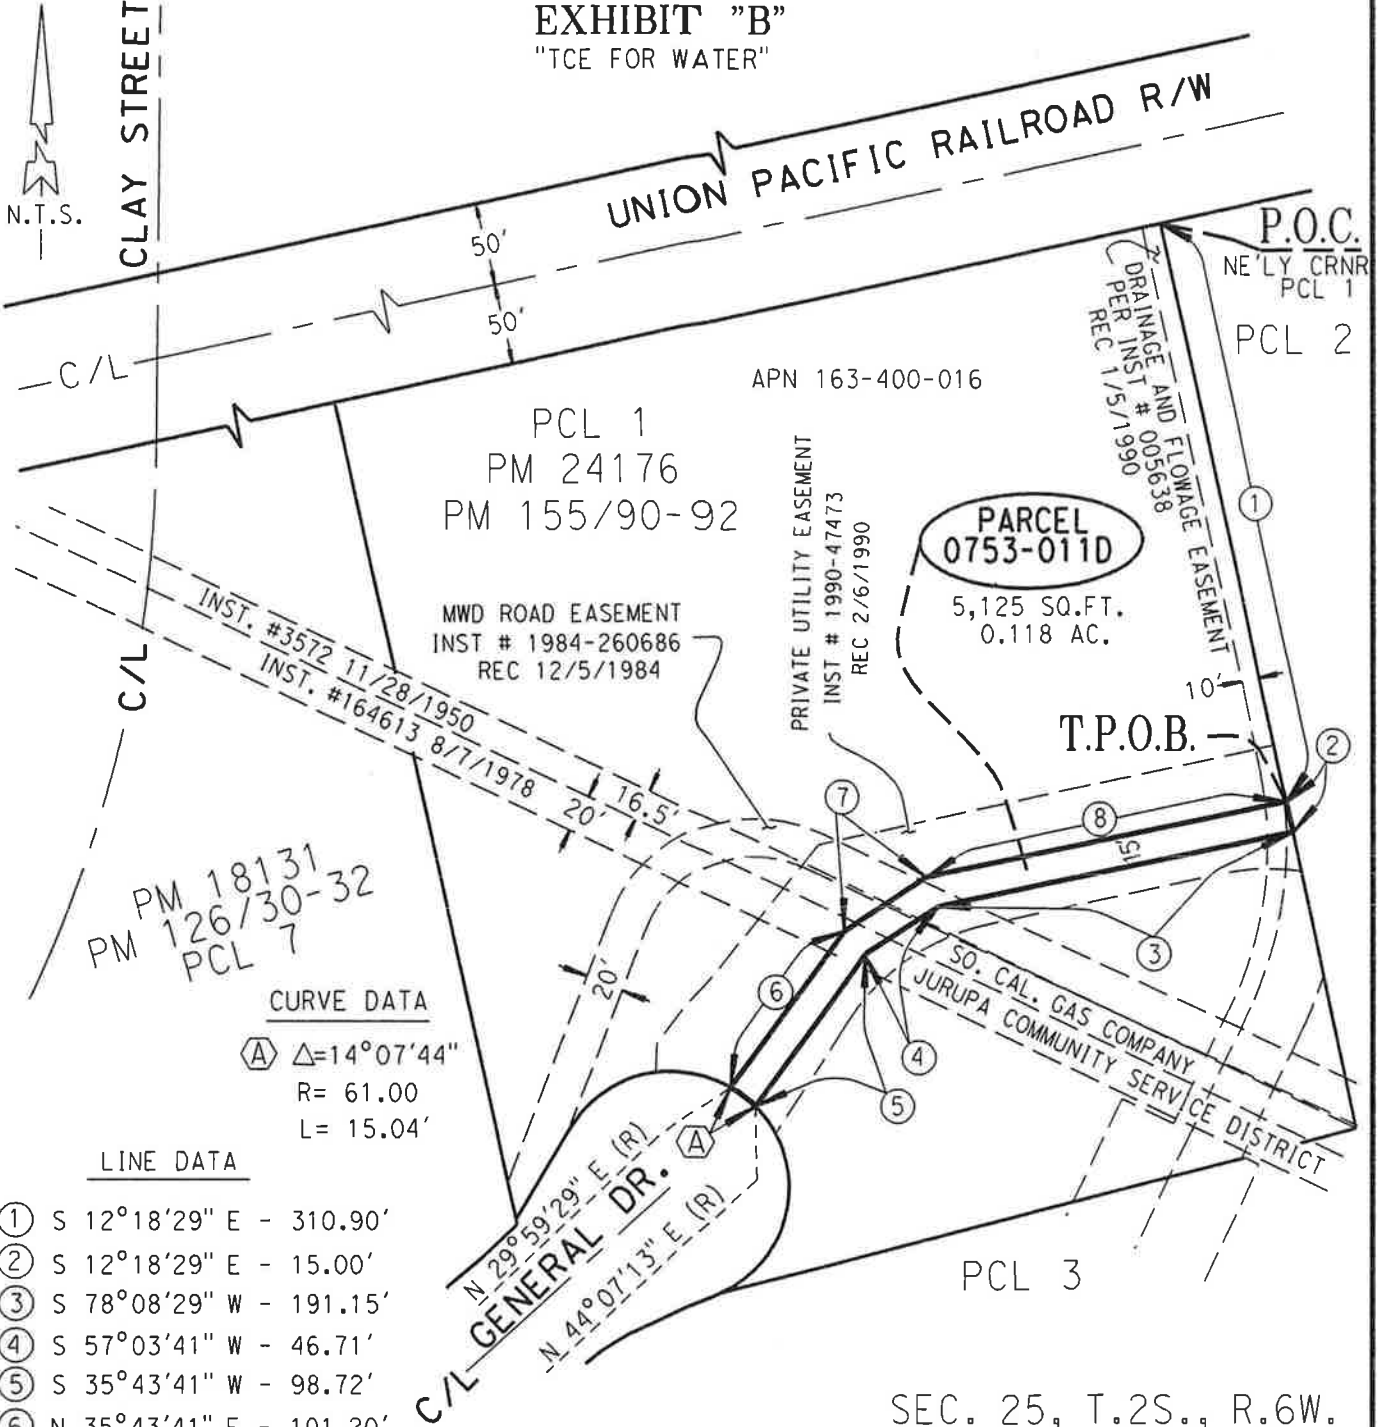 EXHIBIT "B"
"TCE FOR WATER"
CLAY STREET
N.T.S.
UNION PACIFIC RAILROAD R/W
50'
50'
C/L
P.O.C.
NE'LY CRNR
PCL 1
PCL 2
DRAINAGE AND FLOWAGE EASEMENT
PER INST # 005638
REC 1/5/1990
APN 163-400-016
PCL 1
PM 24176
PM 155/90-92
PRIVATE UTILITY EASEMENT
INST # 1990-47473
REC 2/6/1990
PARCEL
0753-011D
5,125 SQ.FT.
0.118 AC.
1
MWD ROAD EASEMENT
INST # 1984-260686
REC 12/5/1984
INST. #3572 11/28/1950
INST. #164613 8/7/1978
C/L
10'
T.P.O.B.
2
16.5'
20'
7
8
15'
PM 18131
PM 126/30-32
PCL 7
3
6
20'
SO. CAL. GAS COMPANY
JURUPA COMMUNITY SERVICE DISTRICT
4
5
CURVE DATA
A Δ=14°07'44"
R= 61.00
L= 15.04'
A
N 29°59'29" E (R)
C/L GENERAL DR.
N 44°07'13" E (R)
PCL 3
LINE DATA
1 S 12°18'29" E - 310.90'
2 S 12°18'29" E - 15.00'
3 S 78°08'29" W - 191.15'
4 S 57°03'41" W - 46.71'
5 S 35°43'41" W - 98.72'
6 N 35°43'41" E - 101.20'
SEC. 25, T.2S., R.6W.